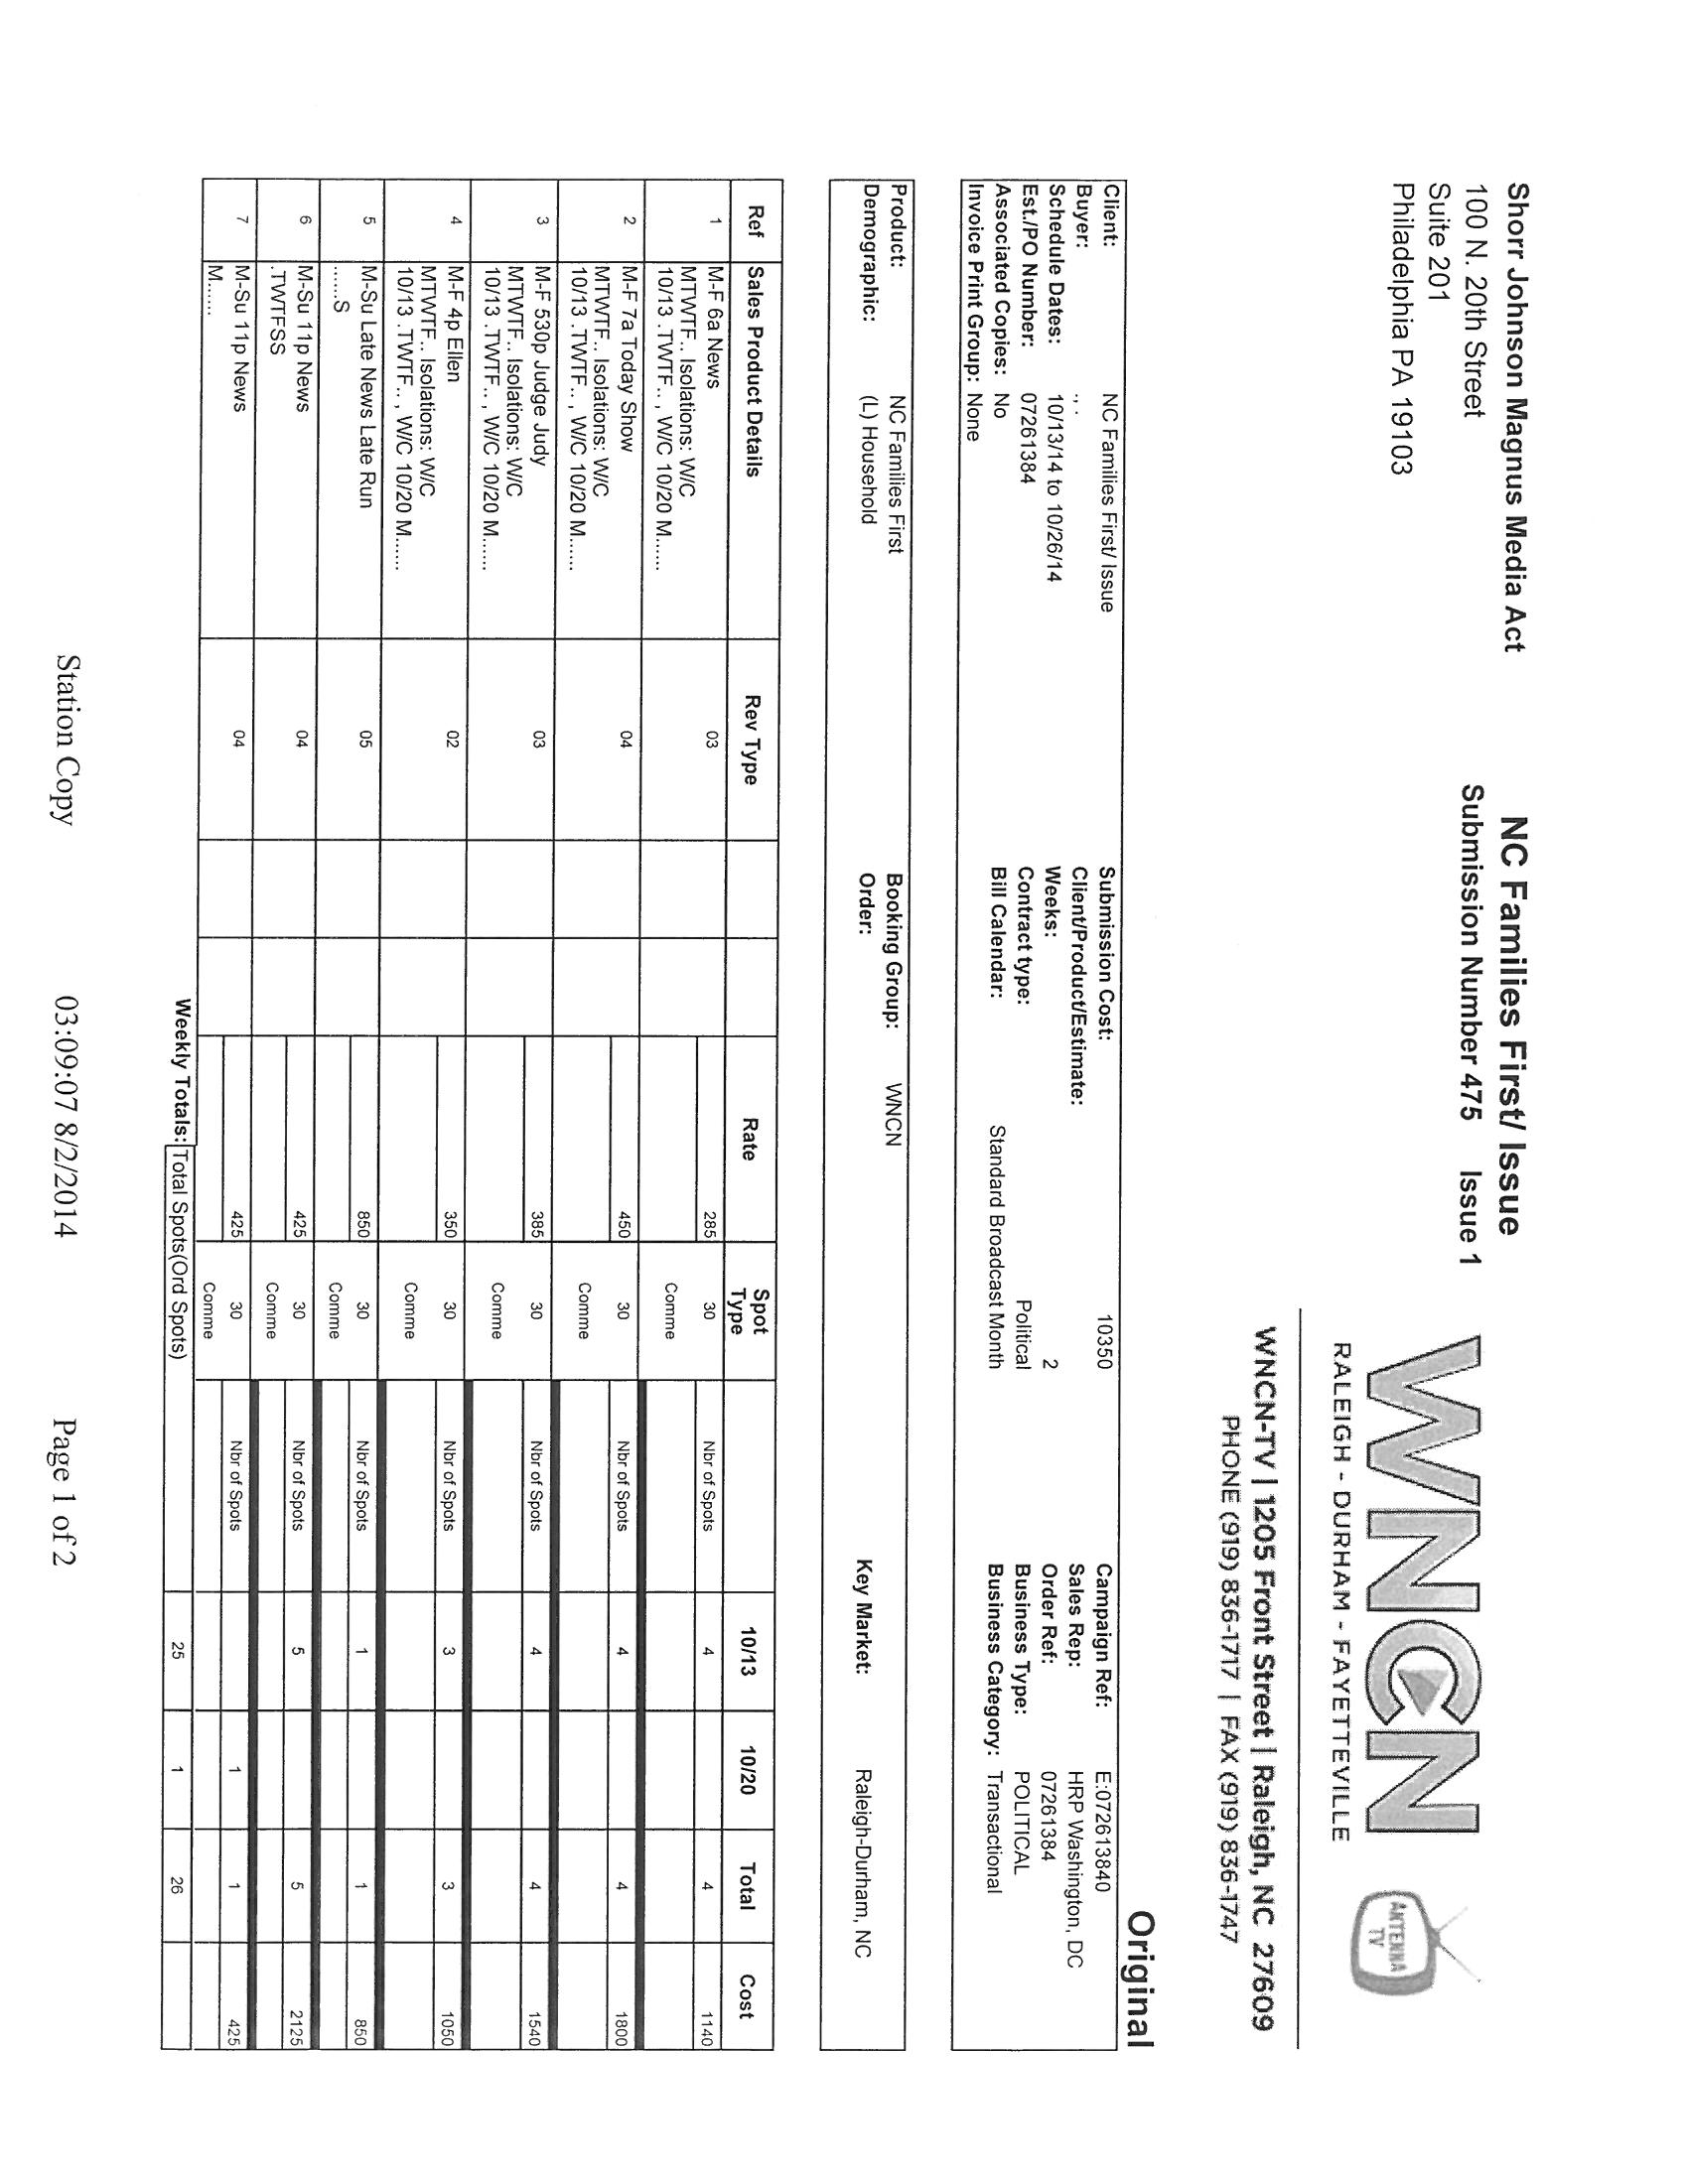 Shorr Johnson Magnus Media Act
100 N. 20th Street
Suite 201
Philadelphia PA 19103
NC Families First/ Issue
Submission Number 475 Issue 1
WNCN
RALEIGH - DURHAM - FAYETTEVILLE
ANTENNA TV
WNCN-TV | 1205 Front Street | Raleigh, NC 27609
PHONE (919) 836-1717 | FAX (919) 836-1747
Original
Client: NC Families First/ Issue Submission Cost: 10350 Campaign Ref: E:072613840
Buyer: ., . Client/Product/Estimate: Sales Rep: HRP Washington, DC
Schedule Dates: 10/13/14 to 10/26/14 Weeks: 2 Order Ref: 07261384
Est./PO Number: 07261384 Contract type: Political Business Type: POLITICAL
Associated Copies: No Bill Calendar: Standard Broadcast Month Business Category: Transactional
Invoice Print Group: None
Product: NC Families First Booking Group: WNCN
Demographic: (L) Household Order: Key Market: Raleigh-Durham, NC
Ref Sales Product Details Rev Type Rate Spot Type 10/13 10/20 Total Cost
1 M-F 6a News 03 285 30 Nbr of Spots 4 4 1140
MTWTF.. Isolations: W/C Comme
10/13 .TWTF.. , W/C 10/20 M......
2 M-F 7a Today Show 04 450 30 Nbr of Spots 4 4 1800
MTWTF.. Isolations: W/C Comme
10/13 .TWTF.. , W/C 10/20 M......
3 M-F 530p Judge Judy 03 385 30 Nbr of Spots 4 4 1540
MTWTF.. Isolations: W/C Comme
10/13 .TWTF.. , W/C 10/20 M......
4 M-F 4p Ellen 02 350 30 Nbr of Spots 3 3 1050
MTWTF.. Isolations: W/C Comme
10/13 .TWTF.. , W/C 10/20 M......
5 M-Su Late News Late Run 05 850 30 Nbr of Spots 1 1 850
......S Comme
6 M-Su 11p News 04 425 30 Nbr of Spots 5 5 2125
.TWTFSS Comme
7 M-Su 11p News 04 425 30 Nbr of Spots 1 1 425
M...... Comme
Weekly Totals: Total Spots(Ord Spots) 25 1 26
Station Copy 03:09:07 8/2/2014 Page 1 of 2